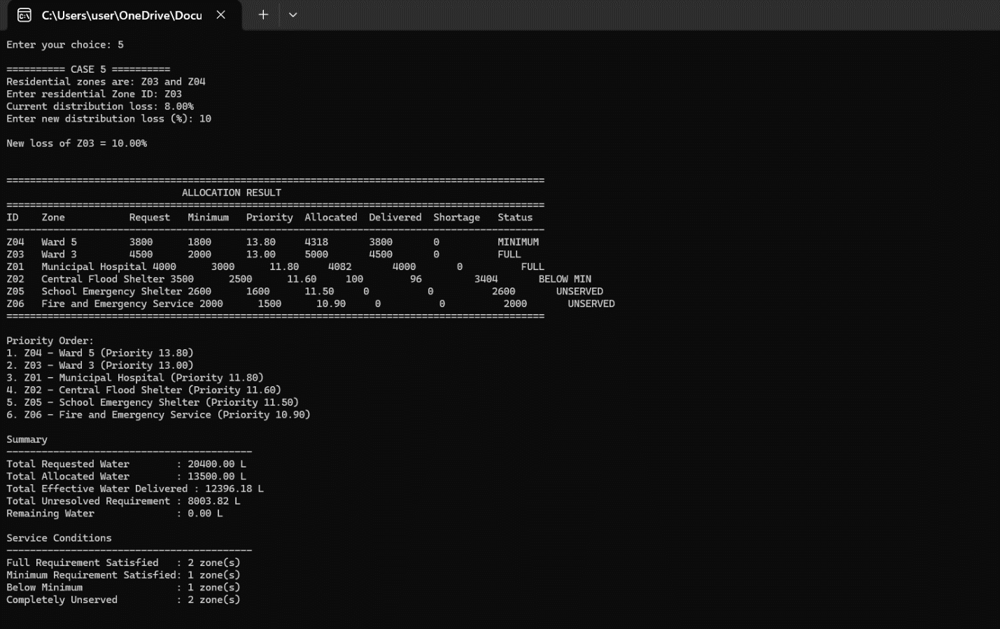 C:\Users\user\OneDrive\Docu
Enter your choice: 5
========== CASE 5 ==========
Residential zones are: Z03 and Z04
Enter residential Zone ID: Z03
Current distribution loss: 8.00%
Enter new distribution loss (%): 10
New loss of Z03 = 10.00%
============================================================================================
ALLOCATION RESULT
============================================================================================
ID    Zone           Request   Minimum   Priority  Allocated  Delivered  Shortage   Status
--------------------------------------------------------------------------------------------
Z04   Ward 5         3800      1800      13.80     4318       3800       0          MINIMUM
Z03   Ward 3         4500      2000      13.00     5000       4500       0          FULL
Z01   Municipal Hospital 4000      3000      11.80     4082       4000       0          FULL
Z02   Central Flood Shelter 3500      2500      11.60     100        96         3404       BELOW MIN
Z05   School Emergency Shelter 2600      1600      11.50     0          0          2600       UNSERVED
Z06   Fire and Emergency Service 2000      1500      10.90     0          0          2000       UNSERVED
============================================================================================
Priority Order:
1. Z04 - Ward 5 (Priority 13.80)
2. Z03 - Ward 3 (Priority 13.00)
3. Z01 - Municipal Hospital (Priority 11.80)
4. Z02 - Central Flood Shelter (Priority 11.60)
5. Z05 - School Emergency Shelter (Priority 11.50)
6. Z06 - Fire and Emergency Service (Priority 10.90)
Summary
------------------------------------------
Total Requested Water        : 20400.00 L
Total Allocated Water        : 13500.00 L
Total Effective Water Delivered : 12396.18 L
Total Unresolved Requirement : 8003.82 L
Remaining Water              : 0.00 L
Service Conditions
------------------------------------------
Full Requirement Satisfied   : 2 zone(s)
Minimum Requirement Satisfied: 1 zone(s)
Below Minimum                : 1 zone(s)
Completely Unserved          : 2 zone(s)